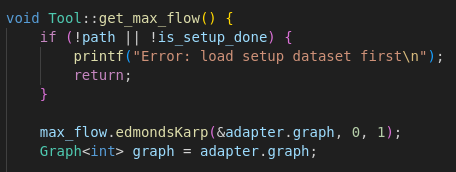 void Tool::get_max_flow() {
    if (!path || !is_setup_done) {
        printf("Error: load setup dataset first\n");
        return;
    }

    max_flow.edmondsKarp(&adapter.graph, 0, 1);
    Graph<int> graph = adapter.graph;